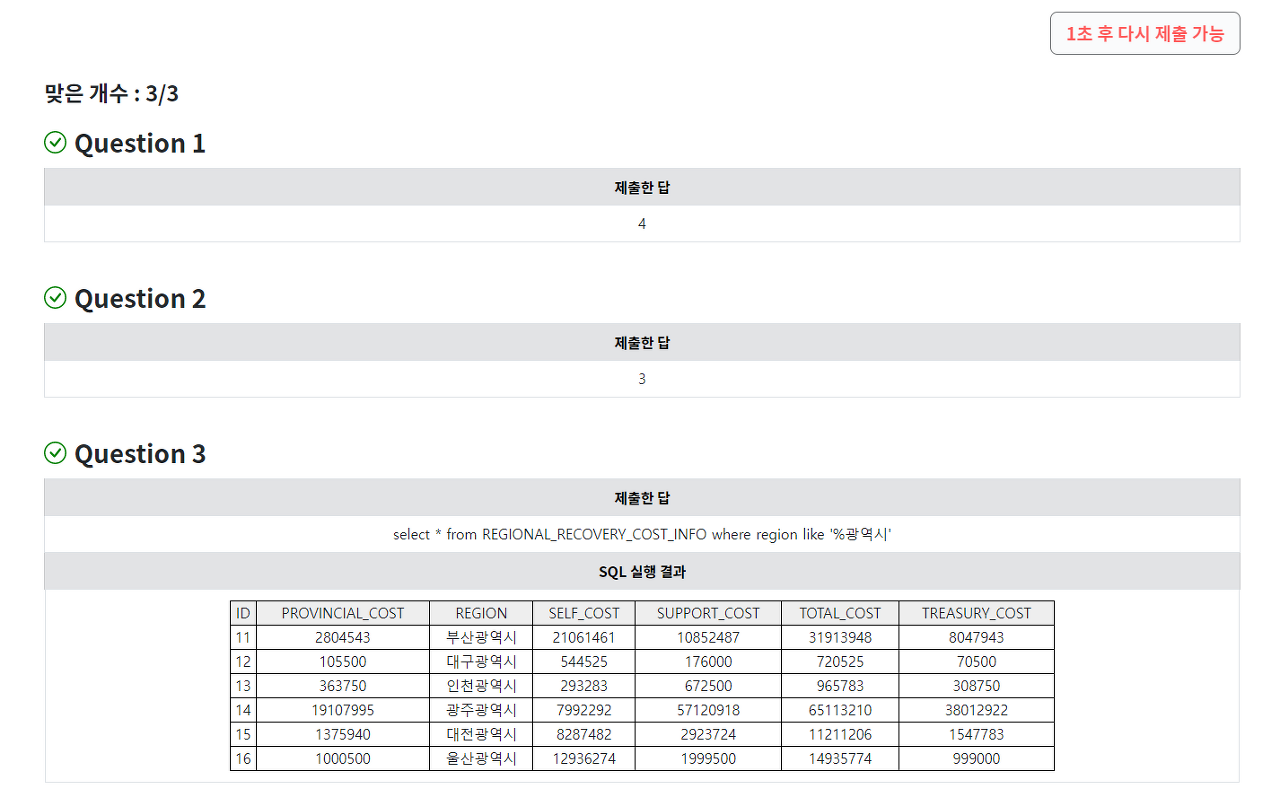 1초 후 다시 제출 가능
맞은 개수 : 3/3
Question 1
제출한 답
4
Question 2
제출한 답
3
Question 3
제출한 답
select * from REGIONAL_RECOVERY_COST_INFO where region like '%광역시'
SQL 실행 결과
ID PROVINCIAL_COST REGION SELF_COST SUPPORT_COST TOTAL_COST TREASURY_COST
11 2804543 부산광역시 21061461 10852487 31913948 8047943
12 105500 대구광역시 544525 176000 720525 70500
13 363750 인천광역시 293283 672500 965783 308750
14 19107995 광주광역시 7992292 57120918 65113210 38012922
15 1375940 대전광역시 8287482 2923724 11211206 1547783
16 1000500 울산광역시 12936274 1999500 14935774 999000